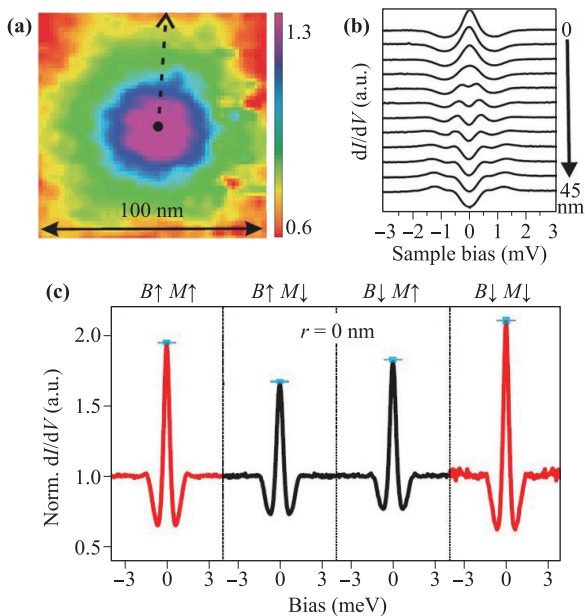 (a)
1.3
0.6
100 nm
(b)
dI/dV (a.u.)
0
45
nm
−3 −2 −1 0 1 2 3
Sample bias (mV)
(c)
B↑ M↑ B↑ M↓ B↓ M↑ B↓ M↓
r = 0 nm
Norm. dI/dV (a.u.)
2.0
1.5
1.0
0.5
−3 0 3 −3 0 3 −3 0 3 −3 0 3
Bias (meV)